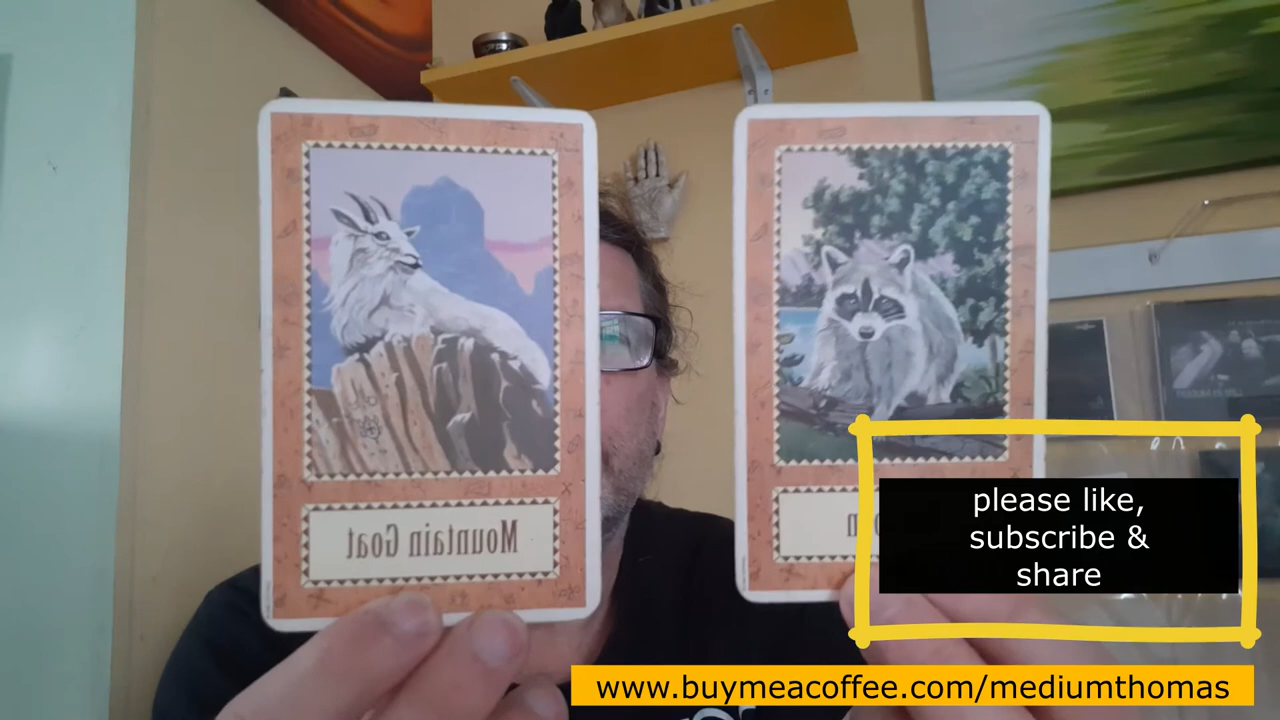 Mountain Goat
please like,
subscribe &
share
www.buymeacoffee.com/mediumthomas